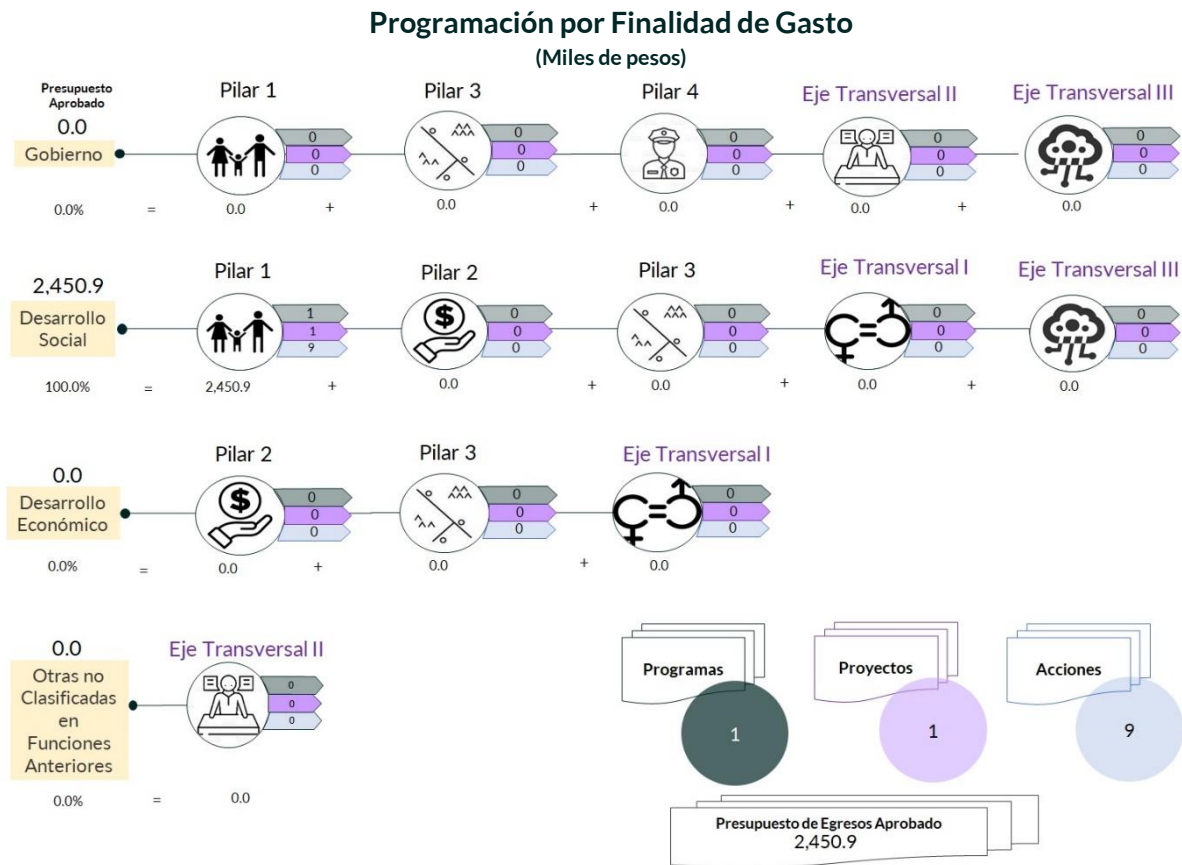 Programación por Finalidad de Gasto
(Miles de pesos)
Presupuesto
Aprobado
0.0
Gobierno
Pilar 1
0
0
0
Pilar 3
0
0
0
Pilar 4
0
0
0
Eje Transversal II
0
0
0
Eje Transversal III
0
0
0
0.0% = 0.0 + 0.0 + 0.0 + 0.0 + 0.0
2,450.9
Desarrollo
Social
Pilar 1
1
1
9
Pilar 2
$
0
0
0
Pilar 3
0
0
0
Eje Transversal I
0
0
0
Eje Transversal III
0
0
0
100.0% = 2,450.9 + 0.0 + 0.0 + 0.0 + 0.0
0.0
Desarrollo
Económico
Pilar 2
$
0
0
0
Pilar 3
0
0
0
Eje Transversal I
0
0
0
0.0% = 0.0 + 0.0 + 0.0
0.0
Otras no
Clasificadas
en
Funciones
Anteriores
Eje Transversal II
0
0
0
0.0% = 0.0
Programas
1
Proyectos
1
Acciones
9
Presupuesto de Egresos Aprobado
2,450.9